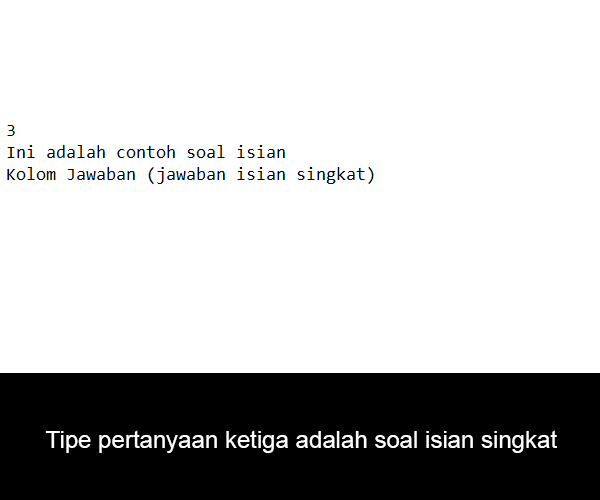 3
Ini adalah contoh soal isian
Kolom Jawaban (jawaban isian singkat)
Tipe pertanyaan ketiga adalah soal isian singkat